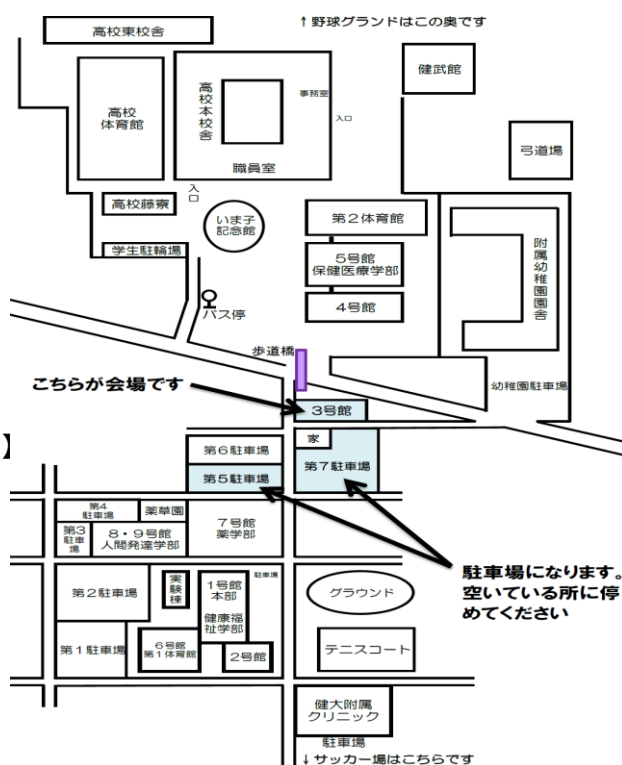 高校東校舎
↑野球グランドはこの奥です
健武館
高校
体育館
高校本校舎
事務室
入口
職員室
弓道場
入口
高校藤寮
いま子
記念館
第2体育館
学生駐輪場
5号館
保健医療学部
附属幼稚園園舎
4号館
バス停
歩道橋
こちらが会場です
幼稚園駐車場
3号館
】
第6駐車場
家
第5駐車場
第7駐車場
第4
駐車場
薬草園
第3
駐車場
8・9号館
人間発達学部
7号館
薬学部
駐車場になります。
空いている所に停
めてください
第2駐車場
実験棟
1号館
本部
健康福
祉学部
駐車場
グラウンド
第1駐車場
6号館
第1体育館
2号館
テニスコート
健大附属
クリニック
駐車場
↓サッカー場はこちらです